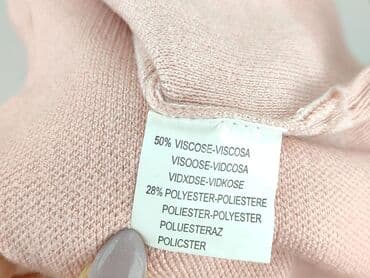 50% VISCOSE-VISCOSA
VISOOSE-VIDCOSA
VIDXDSE-VIDKOSE
28% POLYESTER-POLIESTERE
POLIESTER-POLYESTER
POLUESTERAZ
POLICSTER